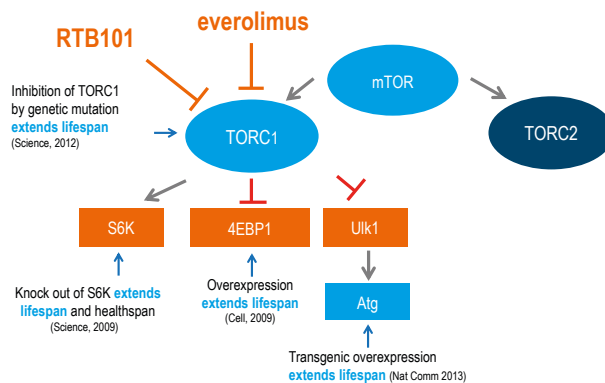 everolimus
RTB101
Inhibition of TORC1
by genetic mutation
extends lifespan
(Science, 2012)
mTOR
TORC1
TORC2
S6K
4EBP1
Ulk1
Knock out of S6K extends
lifespan and healthspan
(Science, 2009)
Overexpression
extends lifespan
(Cell, 2009)
Atg
Transgenic overexpression
extends lifespan (Nat Comm 2013)